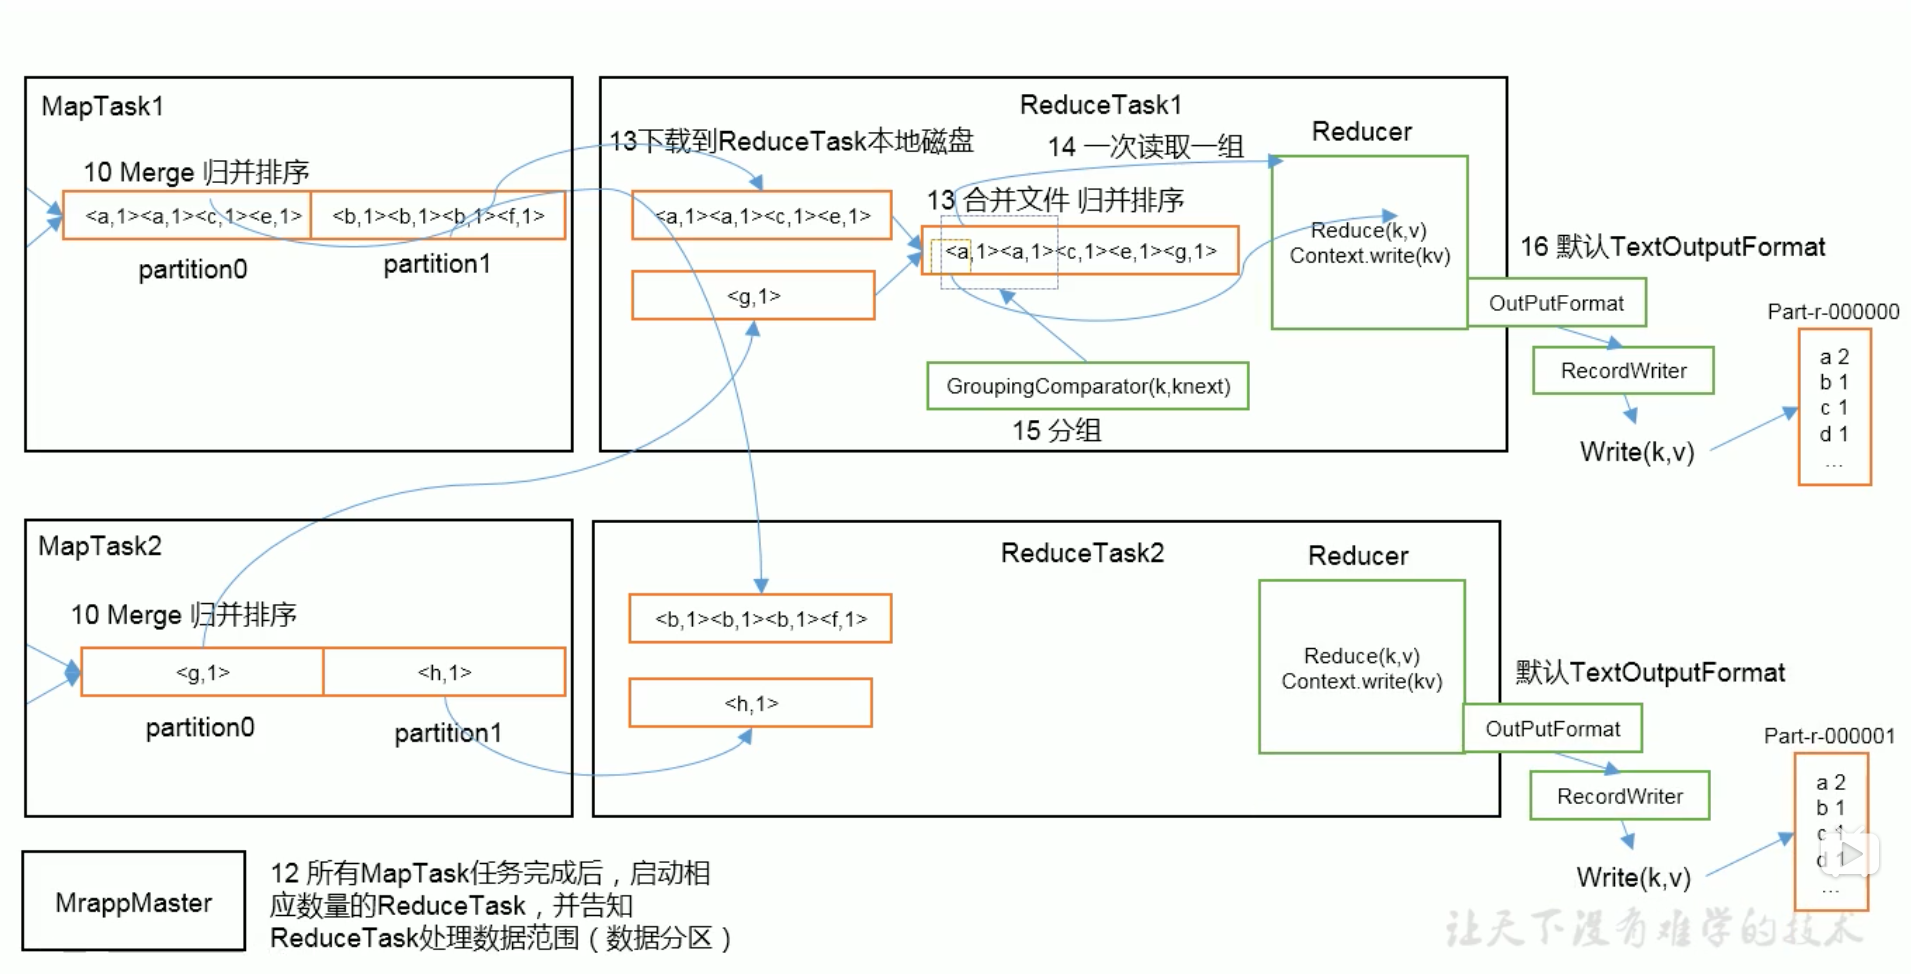 MapTask1
10 Merge 归并排序
<a,1><a,1><c,1><e,1>
<b,1><b,1><b,1><f,1>
partition0
partition1
ReduceTask1
13下载到ReduceTask本地磁盘
14 一次读取一组
Reducer
<a,1><a,1><c,1><e,1>
13 合并文件 归并排序
<a,1><a,1><c,1><e,1><g,1>
<g,1>
Reduce(k,v)
Context.write(kv)
GroupingComparator(k,knext)
15 分组
16 默认TextOutputFormat
OutPutFormat
RecordWriter
Write(k,v)
Part-r-000000
a 2
b 1
c 1
d 1
...
MapTask2
10 Merge 归并排序
<g,1>
<h,1>
partition0
partition1
ReduceTask2
Reducer
<b,1><b,1><b,1><f,1>
<h,1>
Reduce(k,v)
Context.write(kv)
默认TextOutputFormat
OutPutFormat
RecordWriter
Write(k,v)
Part-r-000001
a 2
b 1
c 1
d 1
...
MrappMaster
12 所有MapTask任务完成后，启动相
应数量的ReduceTask，并告知
ReduceTask处理数据范围（数据分区）
让天下没有难学的技术